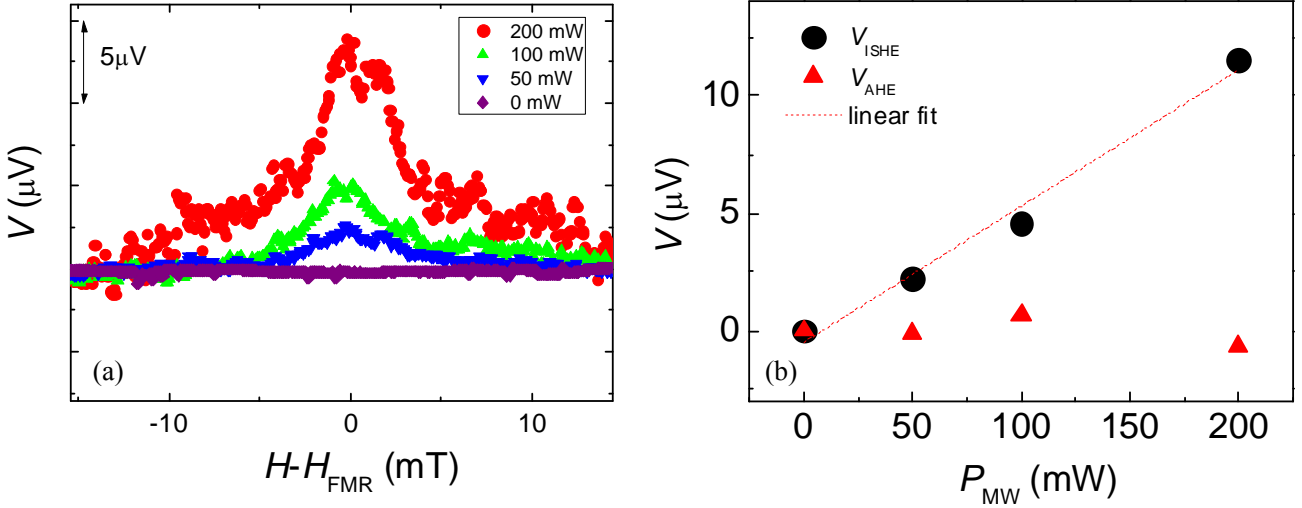 5μV
200 mW
100 mW
50 mW
0 mW
V (μV)
(a)
-10
0
10
H-H_FMR (mT)
V_ISHE
V_AHE
linear fit
10
5
0
V (μV)
(b)
0
50
100
150
200
P_MW (mW)